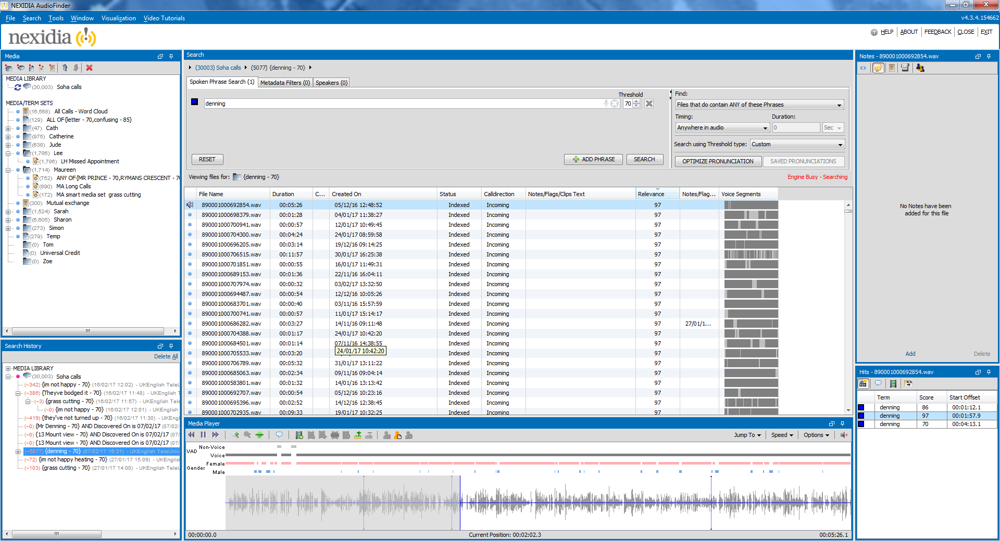 NEXIDIA AudioFinder
File Search Tools Window Visualization Video Tutorials
v4.3.4.154662
nexidia
HELP ABOUT FEEDBACK CLOSE EXIT
Media
MEDIA LIBRARY
(30,003) Soha calls
MEDIA/TERM SETS
(16,568) All Calls - Word Cloud
(129) ALL OF{letter - 70,confusing - 85}
(47) Cath
(975) Catherine
(638) Jude
(1,786) Lee
(1,786) LH Missed Appointment
(1,714) Maureen
(752) ANY OF{MR PRINCE - 70,RYMANS CRESCENT - 7
(890) MA Long Calls
(172) MA smart media set grass cutting
(300) Mutual exchange
(1,524) Sarah
(6,605) Sharon
(273) Simon
(279) Temp
(0) Tom
(0) Universal Credit
(0) Zoe
Search History
Delete All
MEDIA LIBRARY
(30,003) Soha calls
(~342) {im not happy - 70} (16/02/17 12:02) - UKEnglish TeleU
(~386) {Theyve bodged it - 70} (16/02/17 11:48) - UKEnglish T
(~3) {grass cutting - 70} (16/02/17 11:57) - UKEnglish Te
(~0) {im not happy - 70} (16/02/17 12:01) - UKEnglis
(~419) {they've not turned up - 70} (16/02/17 11:30) - UKEngl
(~0) {Mr Denning - 70} AND Discovered On is 07/02/17 (07/02/
(~0) {13 Mount view - 70} AND Discovered On is 07/02/17 (07/
(~0) {13 Mount view - 70} AND Discovered On is 07/02/17 (07/
(~5077) {denning - 70} (07/02/17 15:31) - UKEnglish TeleUniv
(~72) {im not happy heating - 70} (27/01/17 15:09) - UKEnglis
(~103) {grass cutting - 70} (27/01/17 14:00) - UKEnglish TeleU
Search
(30003) Soha calls (5077) {denning - 70}
Spoken Phrase Search (1) Metadata Filters (0) Speakers (0)
Threshold
denning 70
RESET ADD PHRASE SEARCH
Find:
Files that do contain ANY of these Phrases
Timing: Duration:
Anywhere in audio 0 Sec
Search using Threshold type: Custom
OPTIMIZE PRONUNCIATION SAVED PRONUNCIATIONS
Viewing files for: {denning - 70}
Engine Busy - Searching
File Name Duration C... Created On Status Calldirection Notes/Flags/Clips Text Relevance Notes/Flag... Voice Segments
890001000692854.wav 00:05:26 05/12/16 12:48:52 Indexed Incoming 97
890001000698379.wav 00:01:28 04/01/17 11:38:27 Indexed Incoming 97
890001000700941.wav 00:00:57 12/01/17 10:49:45 Indexed Incoming 97
890001000704300.wav 00:04:24 24/01/17 08:59:58 Indexed Incoming 97
890001000696205.wav 00:03:14 19/12/16 09:14:25 Indexed Incoming 97
890001000706515.wav 00:11:57 30/01/17 16:25:38 Indexed Incoming 97
890001000701851.wav 00:00:55 16/01/17 11:49:31 Indexed Incoming 97
890001000689153.wav 00:01:36 22/11/16 16:04:11 Indexed Incoming 97
890001000707974.wav 00:00:32 03/02/17 13:32:50 Indexed Incoming 97
890001000694487.wav 00:00:54 12/12/16 10:05:26 Indexed Incoming 97
890001000683701.wav 00:00:40 03/11/16 15:57:59 Indexed Incoming 97
890001000700741.wav 00:00:57 11/01/17 15:14:17 Indexed Incoming 97
890001000686282.wav 00:03:27 14/11/16 09:11:48 Indexed Incoming 97 27/01/1...
890001000704388.wav 00:01:17 24/01/17 10:42:20 Indexed Incoming 97
890001000684501.wav 00:01:14 07/11/16 14:38:55 Indexed Incoming 97
890001000705533.wav 00:03:20 24/01/17 10:42:20 Indexed Incoming 97
890001000706789.wav 00:05:32 31/01/17 13:11:22 Indexed Incoming 97
890001000685063.wav 00:02:34 09/11/16 09:04:14 Indexed Incoming 97
890001000583801.wav 00:01:32 14/01/16 13:13:42 Indexed Incoming 97
890001000692707.wav 00:00:54 05/12/16 10:23:16 Indexed Incoming 97
890001000695396.wav 00:02:52 14/12/16 12:38:45 Indexed Incoming 97
890001000702935.wav 00:09:33 19/01/17 10:32:25 Indexed Incoming 97
Media Player
Jump To Speed Options
Non-Voice
VAD
Voice
Female
Gender
Male
00:00:00.0 Current Position: 00:02:02.3 00:05:26.1
Notes - 890001000692854.wav
No Notes have been
added for this file
Add Delete
Hits - 890001000692854.wav
Term Score Start Offset
denning 86 00:01:12.1
denning 97 00:01:57.9
denning 70 00:04:13.1